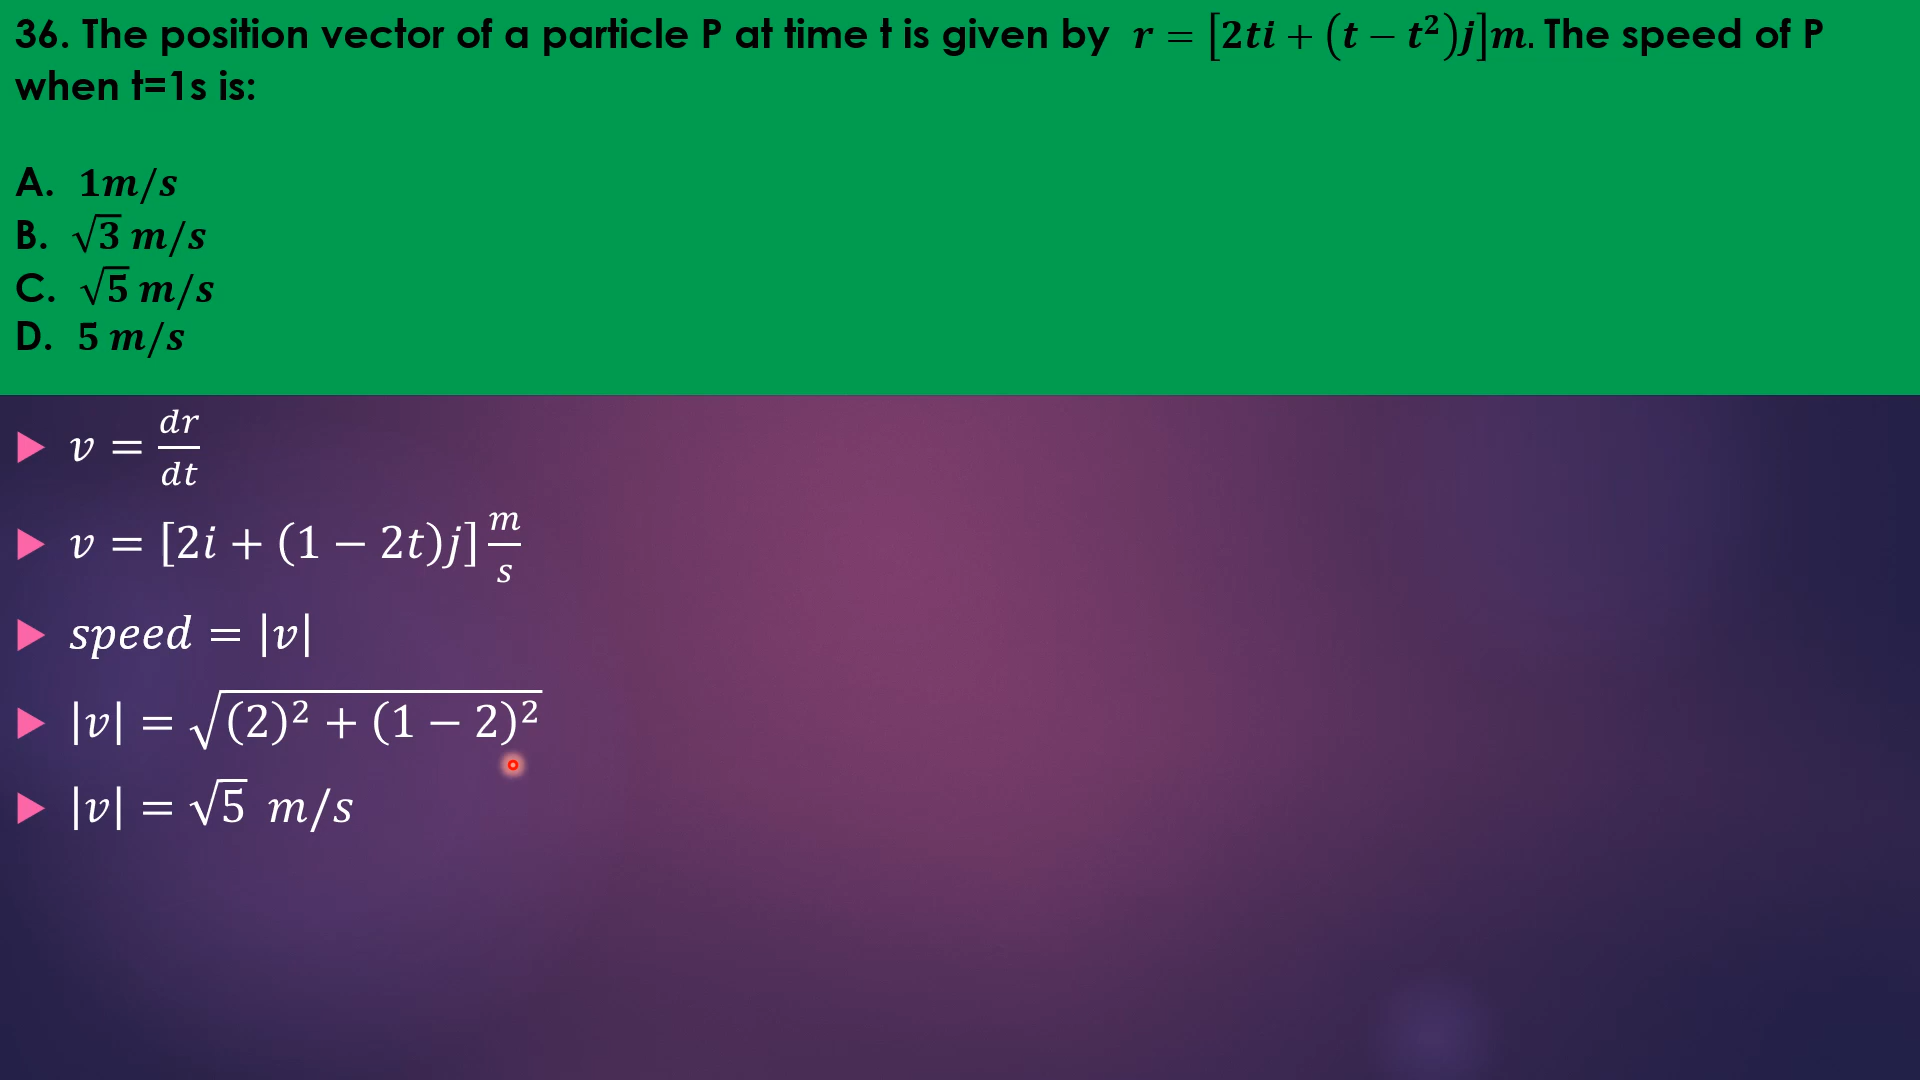 36. The position vector of a particle P at time t is given by r = [2ti + (t − t²)j]m. The speed of P
when t=1s is:
A. 1m/s
B. √3 m/s
C. √5 m/s
D. 5 m/s
v = dr/dt
v = [2i + (1 − 2t)j] m/s
speed = |v|
|v| = √((2)² + (1 − 2)²)
|v| = √5 m/s